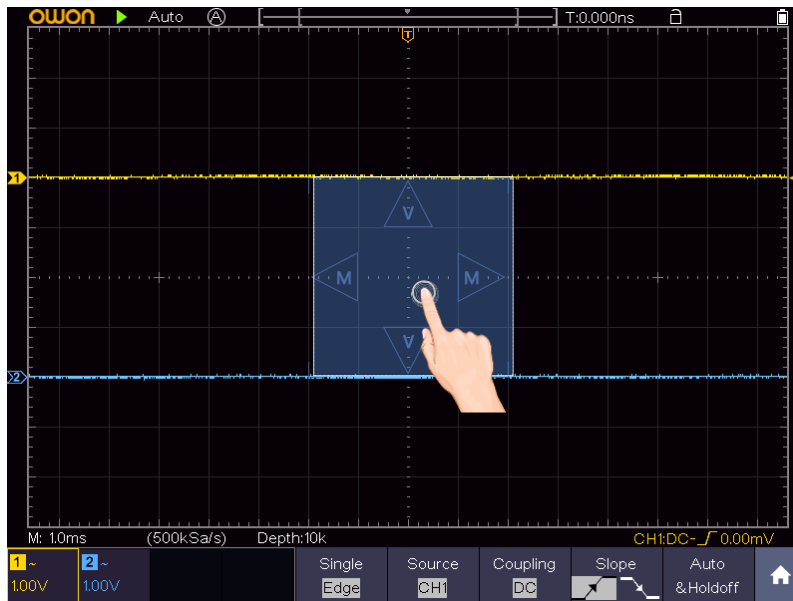 owon Auto A T:0.000ns
T
1
V
M M
V
2
M: 1.0ms (500kSa/s) Depth:10k CH1:DC- 0.00mV
1 ~ 2 ~ Single Source Coupling Slope Auto
1.00V 1.00V Edge CH1 DC &Holdoff